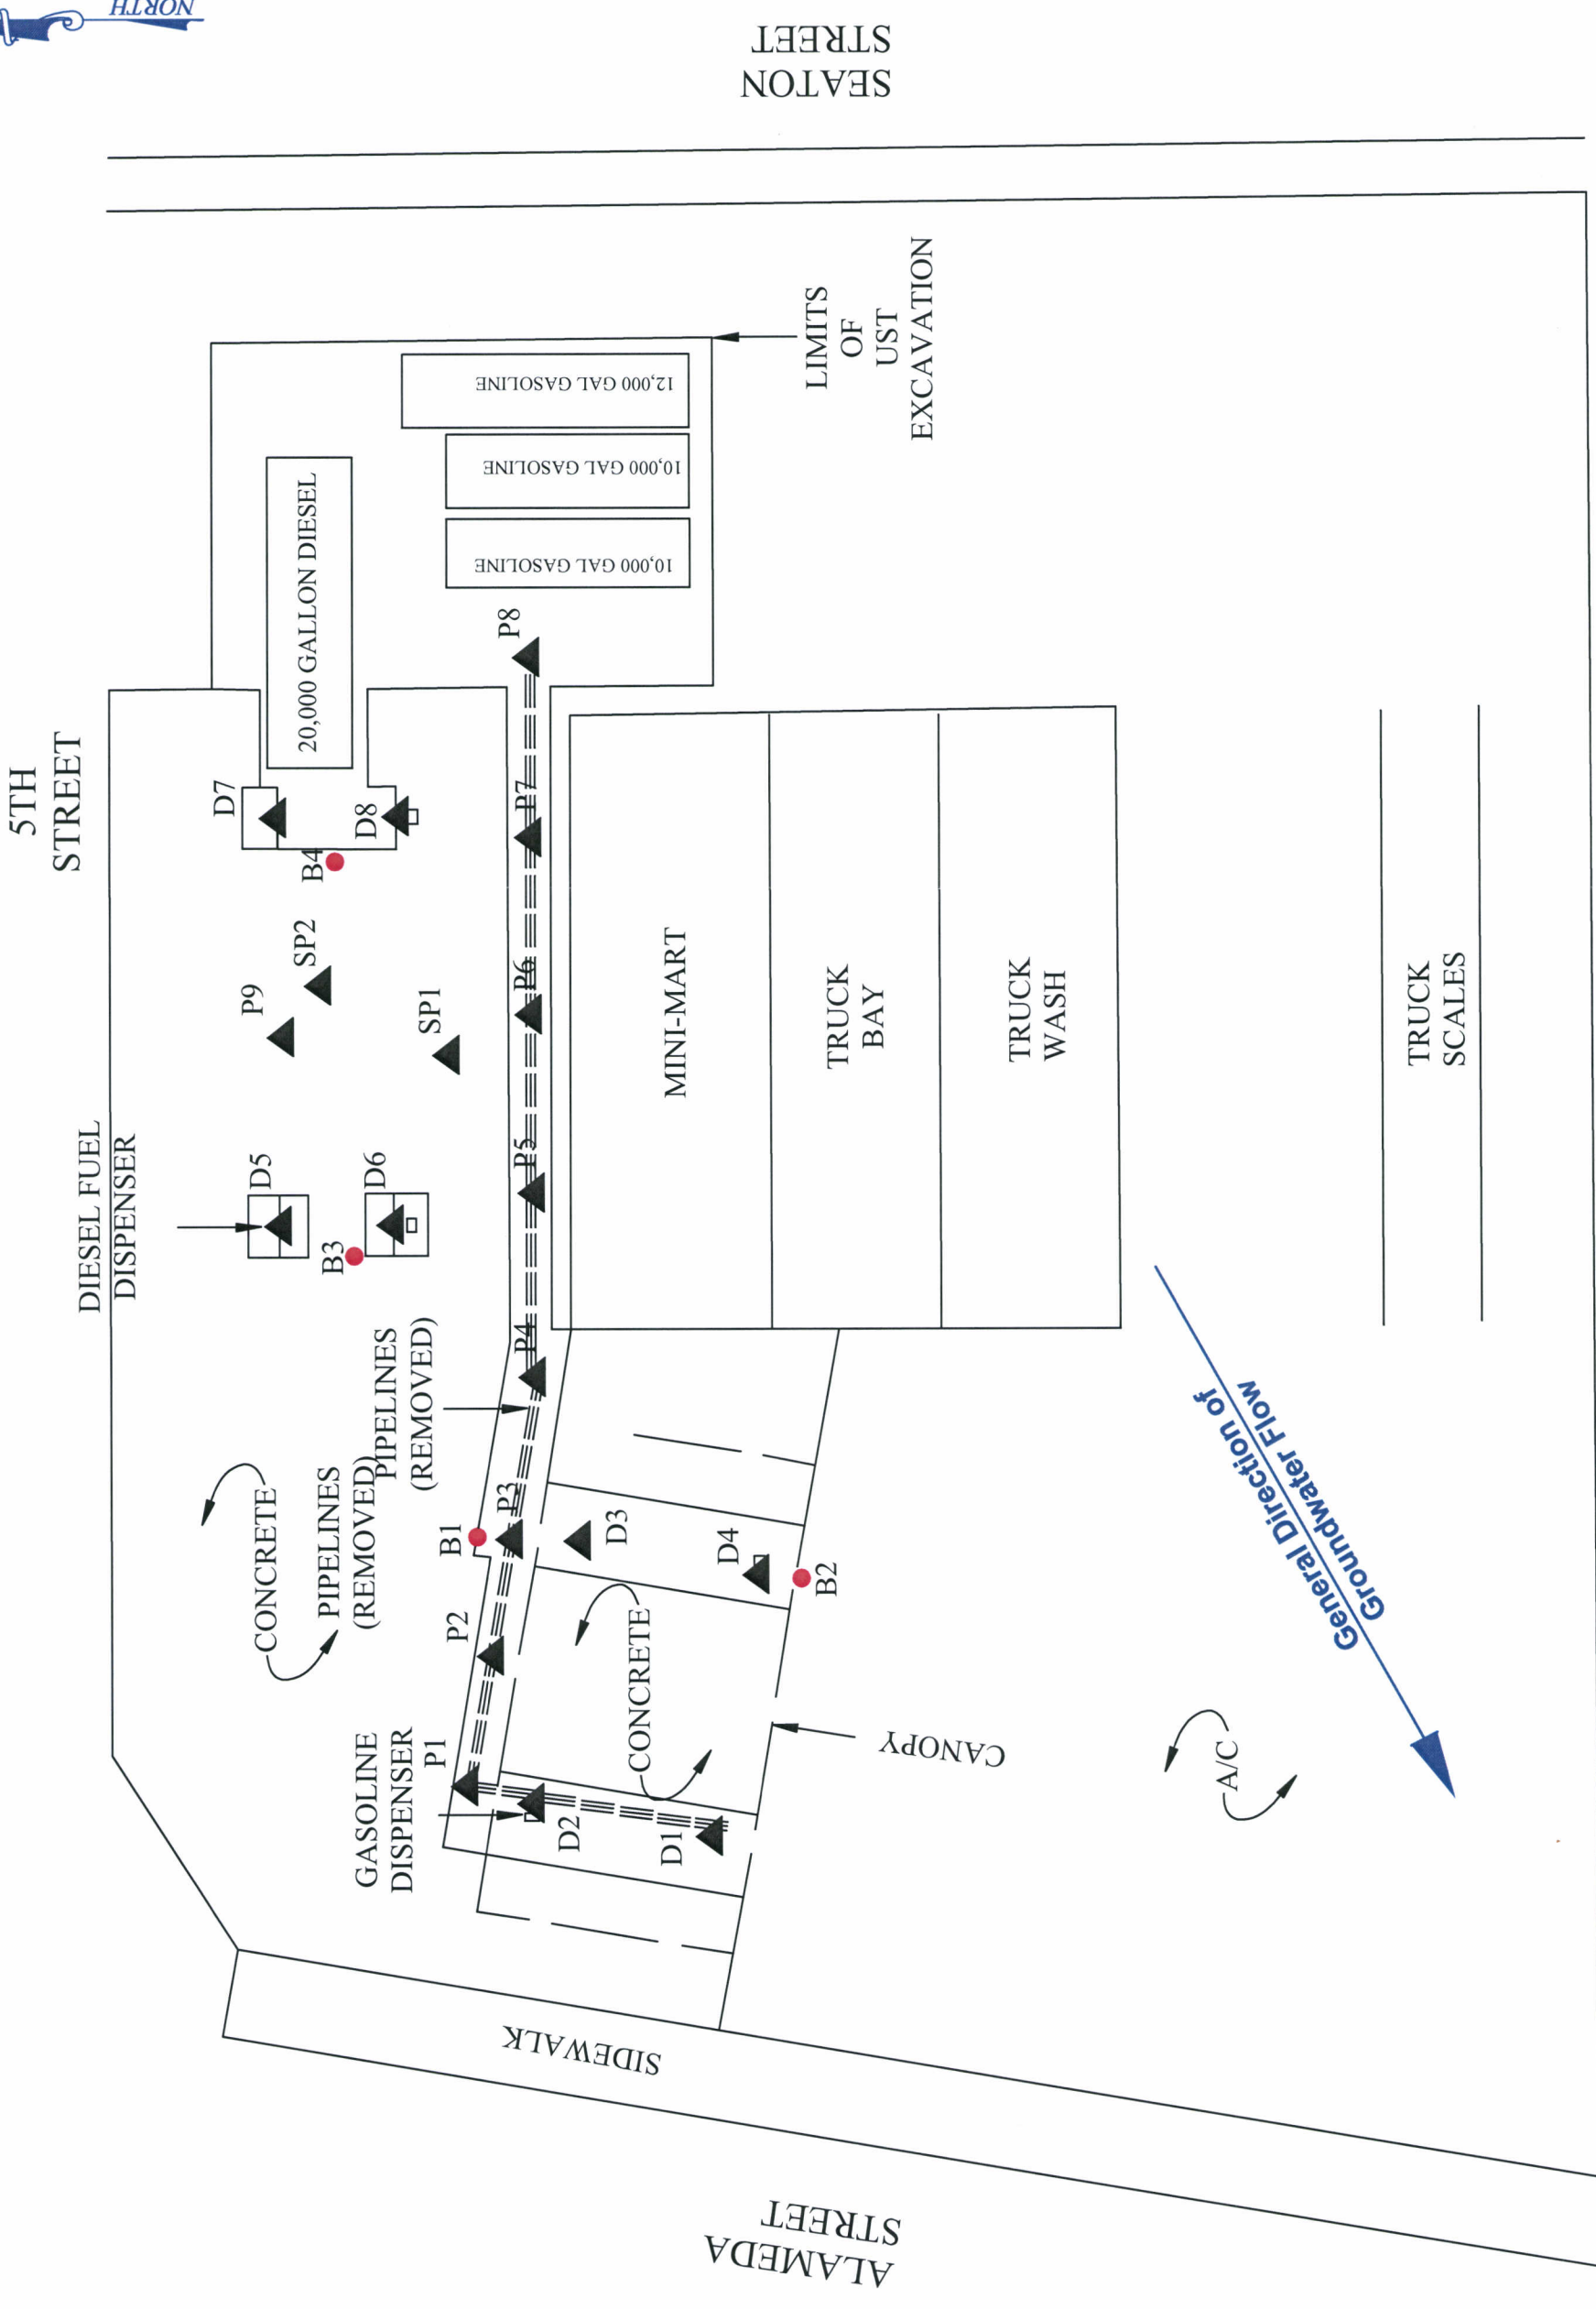 NORTH
SEATON
STREET
5TH
STREET
LIMITS
OF
UST
EXCAVATION
12,000 GAL GASOLINE
10,000 GAL GASOLINE
10,000 GAL GASOLINE
20,000 GALLON DIESEL
P8
D7
D8
B4
P7
SP2
P9
SP1
P6
MINI-MART
TRUCK
BAY
TRUCK
WASH
TRUCK
SCALES
DIESEL FUEL
DISPENSER
D5
D6
B3
P5
P4
PIPELINES
(REMOVED)
CONCRETE
PIPELINES
(REMOVED)
B1
P3
D3
D4
B2
P2
CONCRETE
GASOLINE
DISPENSER
P1
D2
D1
CANOPY
General Direction of
Groundwater Flow
A/C
SIDEWALK
ALAMEDA
STREET